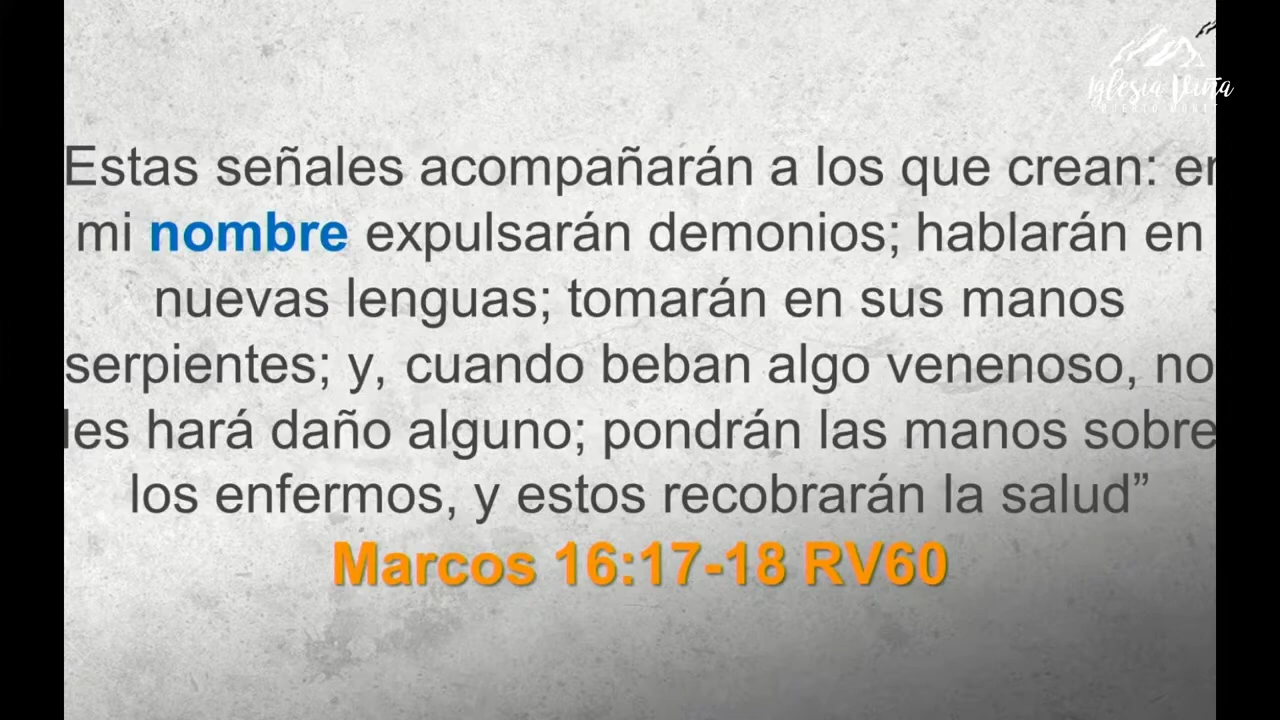 Iglesia Viña
Estas señales acompañarán a los que crean: en
mi nombre expulsarán demonios; hablarán en
nuevas lenguas; tomarán en sus manos
serpientes; y, cuando beban algo venenoso, no
les hará daño alguno; pondrán las manos sobre
los enfermos, y estos recobrarán la salud”
Marcos 16:17-18 RV60